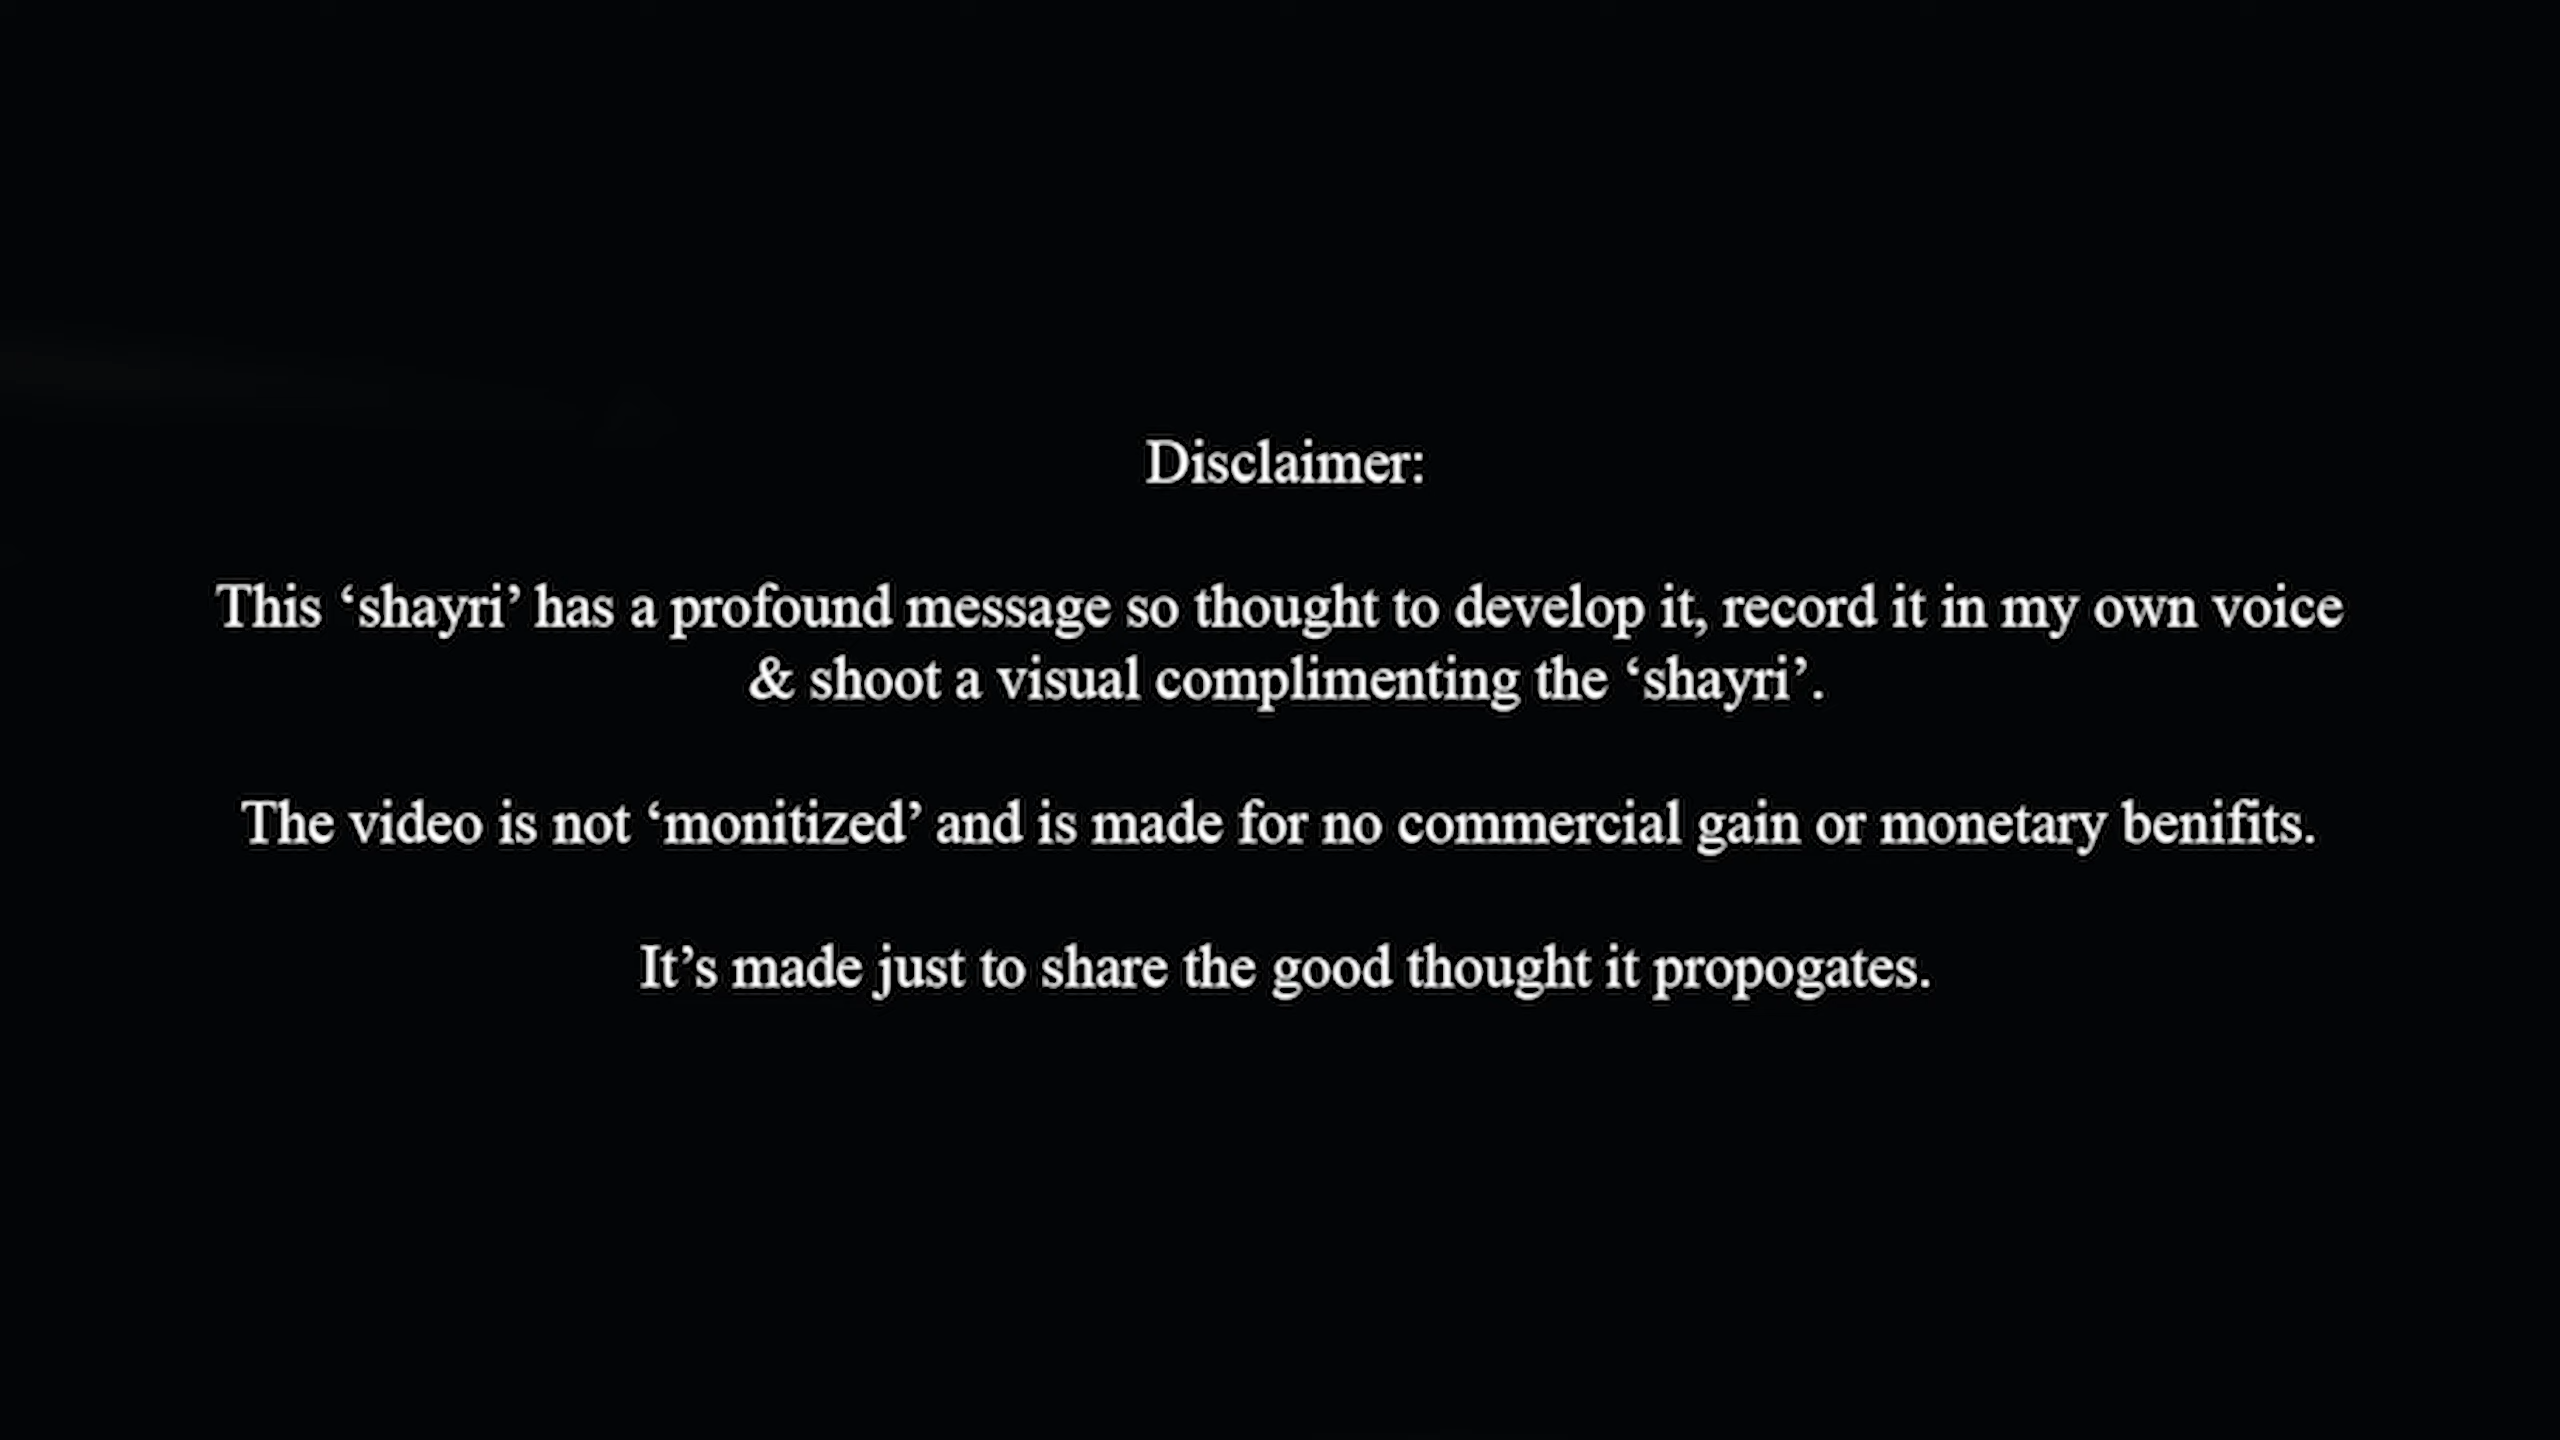 Disclaimer:
This ‘shayri’ has a profound message so thought to develop it, record it in my own voice
& shoot a visual complimenting the ‘shayri’.
The video is not ‘monitized’ and is made for no commercial gain or monetary benifits.
It’s made just to share the good thought it propogates.